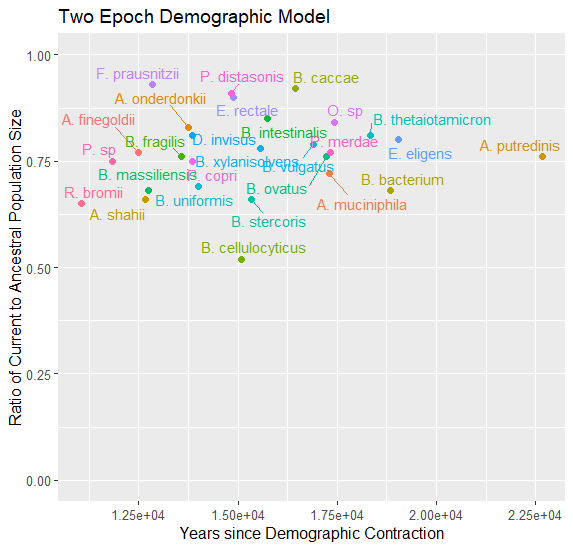 Two Epoch Demographic Model
Ratio of Current to Ancestral Population Size
1.00
0.75
0.50
0.25
0.00
F. prausnitzii
P. distasonis
B. caccae
A. onderdonkii
E. rectale
O. sp
A. finegoldii
B. thetaiotamicron
B. intestinalis
B. fragilis
D. invisus
P. merdae
A. putredinis
P. sp
E. eligens
B. xylanisolvens
B. vulgatus
B. massiliensis
P. copri
B. bacterium
R. bromii
B. ovatus
B. uniformis
A. muciniphila
A. shahii
B. stercoris
B. cellulocyticus
1.25e+04
1.50e+04
1.75e+04
2.00e+04
2.25e+04
Years since Demographic Contraction